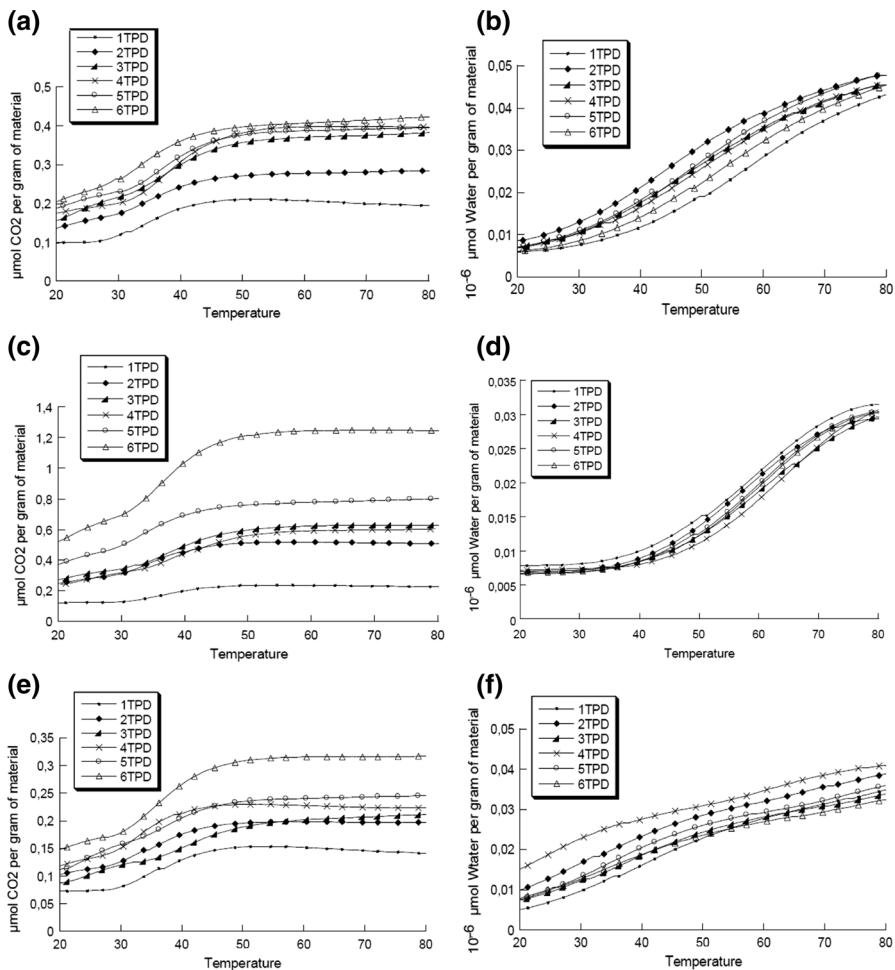 (a)
1TPD
2TPD
3TPD
4TPD
5TPD
6TPD
0,5
0,4
0,3
0,2
0,1
0
µmol CO2 per gram of material
20 30 40 50 60 70 80
Temperature
(b)
1TPD
2TPD
3TPD
4TPD
5TPD
6TPD
0,05
0,04
0,03
0,02
0,01
0
10⁻⁶ µmol Water per gram of material
20 30 40 50 60 70 80
Temperature
(c)
1TPD
2TPD
3TPD
4TPD
5TPD
6TPD
1,4
1,2
1
0,8
0,6
0,4
0,2
0
µmol CO2 per gram of material
20 30 40 50 60 70 80
Temperature
(d)
1TPD
2TPD
3TPD
4TPD
5TPD
6TPD
0,035
0,03
0,025
0,02
0,015
0,01
0,005
0
10⁻⁶ µmol Water per gram of material
20 30 40 50 60 70 80
Temperature
(e)
1TPD
2TPD
3TPD
4TPD
5TPD
6TPD
0,35
0,3
0,25
0,2
0,15
0,1
0,05
0
µmol CO2 per gram of material
20 30 40 50 60 70 80
Temperature
(f)
1TPD
2TPD
3TPD
4TPD
5TPD
6TPD
0,05
0,04
0,03
0,02
0,01
0
10⁻⁶ µmol Wtater per gram of material
20 30 40 50 60 70 80
Temperature